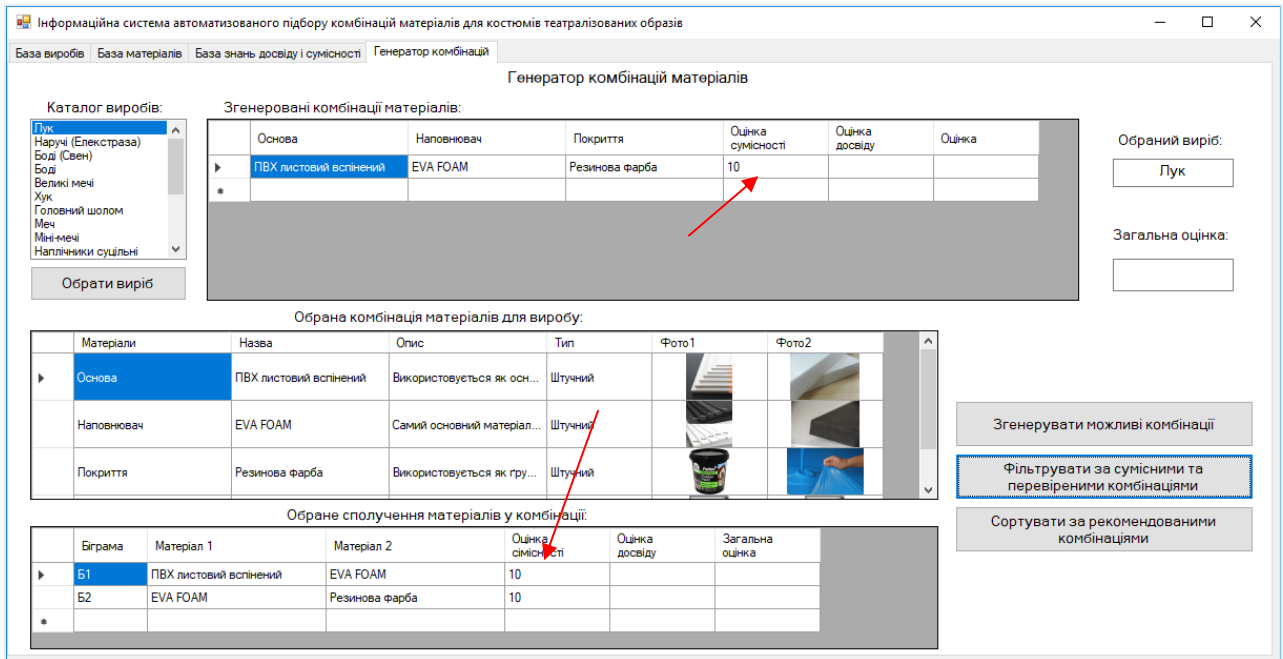 Інформаційна система автоматизованого підбору комбінацій матеріалів для костюмів театралізованих образів
База виробів База матеріалів База знань досвіду і сумісності Генератор комбінацій
Генератор комбінацій матеріалів
Каталог виробів:
Лук
Наручі (Електстраза)
Боді (Свен)
Боді
Великі мечі
Хук
Головний шолом
Меч
Міні-мечі
Наплічники суцільні
Обрати виріб
Згенеровані комбінації матеріалів:
Основа Наповнювач Покриття Оцінка сумісності Оцінка досвіду Оцінка
ПВХ листовий вспінений EVA FOAM Резинова фарба 10
Обраний виріб:
Лук
Загальна оцінка:
Обрана комбінація матеріалів для виробу:
Матеріали Назва Опис Тип Фото1 Фото2
Основа ПВХ листовий вспінений Використовується як осн... Штучний
Наповнювач EVA FOAM Самий основний матеріал... Штучний
Покриття Резинова фарба Використовується як ґру... Штучний
Згенерувати можливі комбінації
Фільтрувати за сумісними та
перевіреними комбінаціями
Сортувати за рекомендованими
комбінаціями
Обране сполучення матеріалів у комбінації:
Біграма Матеріал 1 Матеріал 2 Оцінка сімісності Оцінка досвіду Загальна оцінка
Б1 ПВХ листовий вспінений EVA FOAM 10
Б2 EVA FOAM Резинова фарба 10